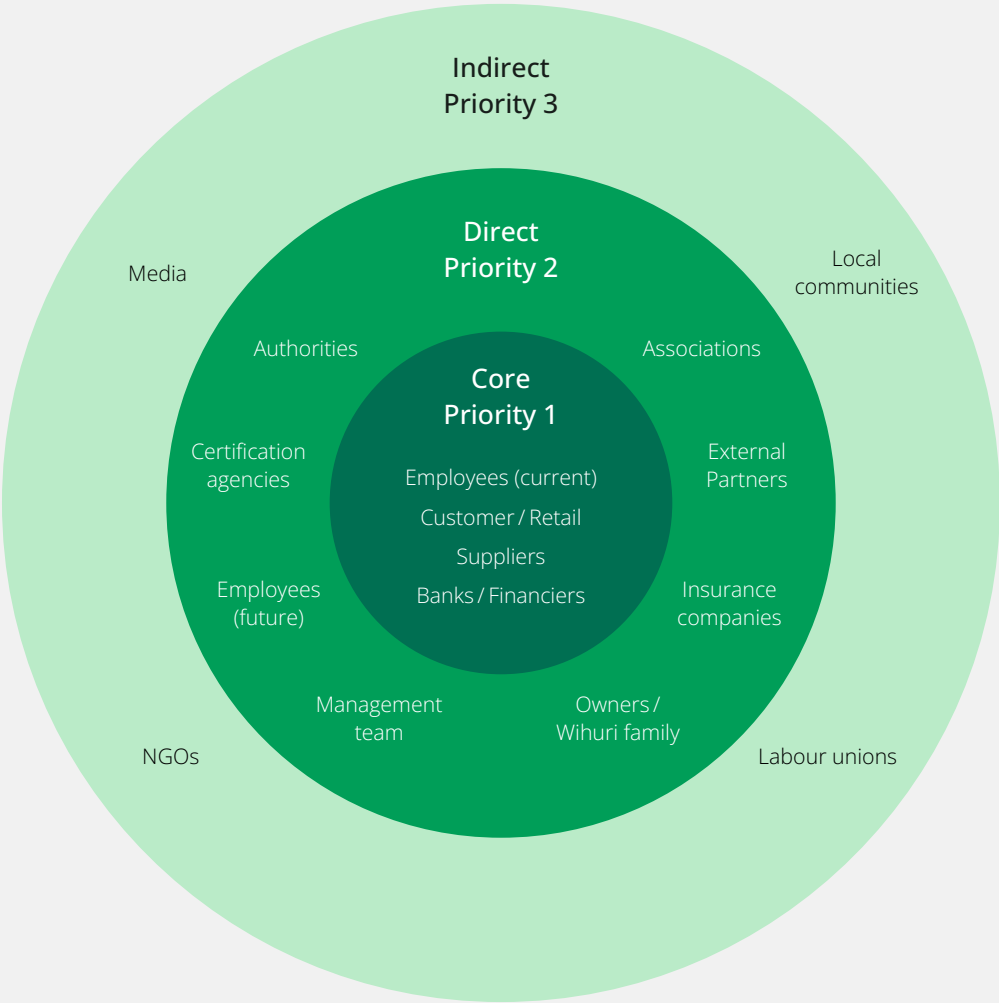 Indirect
Priority 3
Direct
Priority 2
Media
Local
communities
Authorities
Associations
Core
Priority 1
Certification
agencies
External
Partners
Employees (current)
Customer / Retail
Suppliers
Banks / Financiers
Employees
(future)
Insurance
companies
Management
team
Owners /
Wihuri family
NGOs
Labour unions